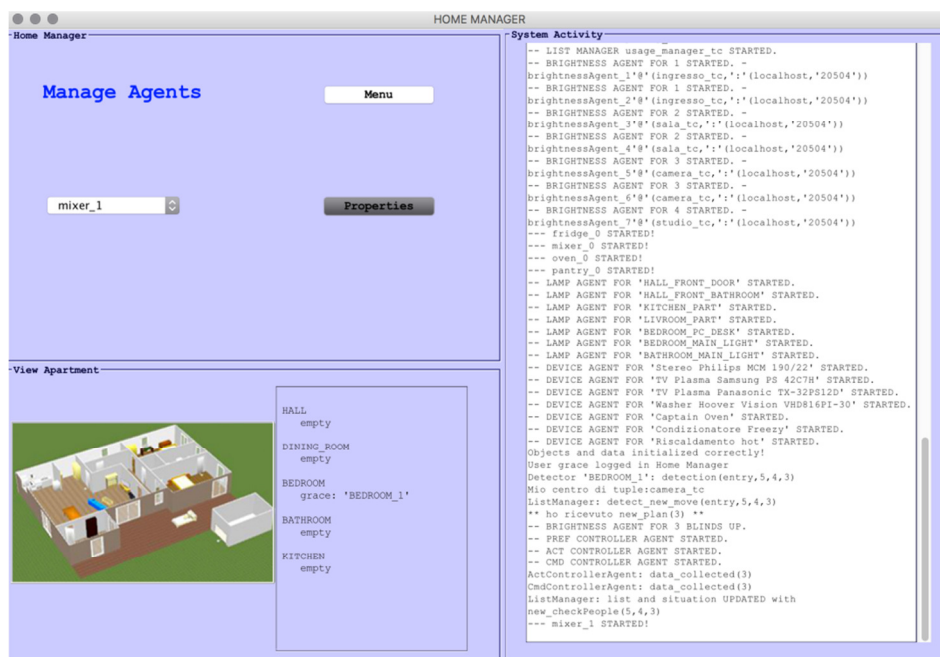 HOME MANAGER
Home Manager
Manage Agents
Menu
mixer_1
Properties
View Apartment
HALL
empty
DINING_ROOM
empty
BEDROOM
grace: 'BEDROOM_1'
BATHROOM
empty
KITCHEN
empty
System Activity
-- LIST MANAGER usage_manager_tc STARTED.
-- BRIGHTNESS AGENT FOR 1 STARTED. -
brightnessAgent_1'@'(ingresso_tc,':'(localhost,'20504'))
-- BRIGHTNESS AGENT FOR 1 STARTED. -
brightnessAgent_2'@'(ingresso_tc,':'(localhost,'20504'))
-- BRIGHTNESS AGENT FOR 2 STARTED. -
brightnessAgent_3'@'(sala_tc,':'(localhost,'20504'))
-- BRIGHTNESS AGENT FOR 2 STARTED. -
brightnessAgent_4'@'(sala_tc,':'(localhost,'20504'))
-- BRIGHTNESS AGENT FOR 3 STARTED. -
brightnessAgent_5'@'(camera_tc,':'(localhost,'20504'))
-- BRIGHTNESS AGENT FOR 3 STARTED. -
brightnessAgent_6'@'(camera_tc,':'(localhost,'20504'))
-- BRIGHTNESS AGENT FOR 4 STARTED. -
brightnessAgent_7'@'(studio_tc,':'(localhost,'20504'))
--- fridge_0 STARTED!
--- mixer_0 STARTED!
--- oven_0 STARTED!
--- pantry_0 STARTED!
-- LAMP AGENT FOR 'HALL_FRONT_DOOR' STARTED.
-- LAMP AGENT FOR 'HALL_FRONT_BATHROOM' STARTED.
-- LAMP AGENT FOR 'KITCHEN_PART' STARTED.
-- LAMP AGENT FOR 'LIVROOM_PART' STARTED.
-- LAMP AGENT FOR 'BEDROOM_PC_DESK' STARTED.
-- LAMP AGENT FOR 'BEDROOM_MAIN_LIGHT' STARTED.
-- LAMP AGENT FOR 'BATHROOM_MAIN_LIGHT' STARTED.
-- DEVICE AGENT FOR 'Stereo Philips MCM 190/22' STARTED.
-- DEVICE AGENT FOR 'TV Plasma Samsung PS 42C7H' STARTED.
-- DEVICE AGENT FOR 'TV Plasma Panasonic TX-32PS12D' STARTED.
-- DEVICE AGENT FOR 'Washer Hoover Vision VHD816PI-30' STARTED.
-- DEVICE AGENT FOR 'Captain Oven' STARTED.
-- DEVICE AGENT FOR 'Condizionatore Freezy' STARTED.
-- DEVICE AGENT FOR 'Riscaldamento hot' STARTED.
Objects and data initialized correctly!
User grace logged in Home Manager
Detector 'BEDROOM_1': detection(entry,5,4,3)
Mio centro di tuple:camera_tc
ListManager: detect_new_move(entry,5,4,3)
** ho ricevuto new_plan(3) **
-- BRIGHTNESS AGENT FOR 3 BLINDS UP.
-- PREF CONTROLLER AGENT STARTED.
-- ACT CONTROLLER AGENT STARTED.
-- CMD CONTROLLER AGENT STARTED.
ActControllerAgent: data_collected(3)
CmdControllerAgent: data_collected(3)
ListManager: list and situation UPDATED with
new_checkPeople(5,4,3)
--- mixer_1 STARTED!